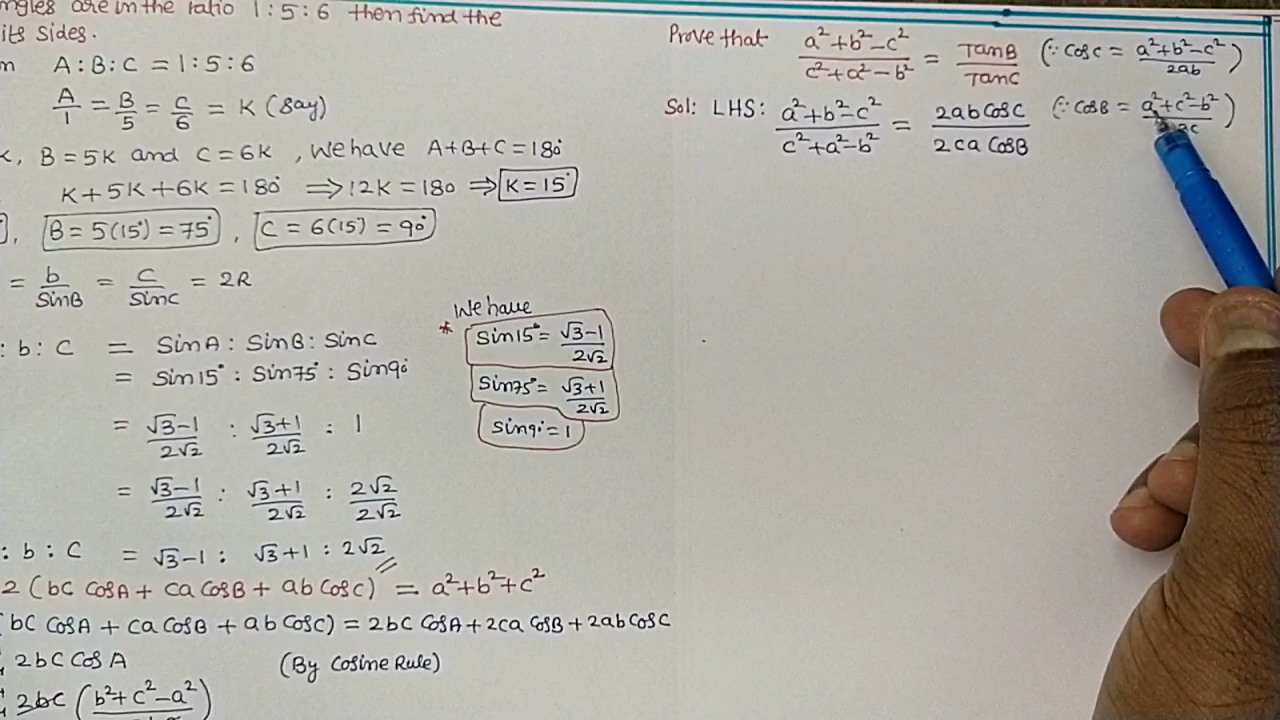 ngles are in the ratio 1:5:6 then find the
its sides.
A:B:C = 1:5:6
A/1 = B/5 = C/6 = K (say)
K, B=5K and C=6K, We have A+B+C=180°
K+5K+6K=180° ⟹ 12K=180 ⟹ K=15°
, B=5(15°)=75°, C=6(15)=90°
= b/SinB = C/SinC = 2R
: b : C = SinA : SinB : SinC
= Sin15° : Sin75° : Sin90
= √3-1/2√2 : √3+1/2√2 : 1
= √3-1/2√2 : √3+1/2√2 : 2√2/2√2
: b : C = √3-1 : √3+1 : 2√2
We have
* Sin15° = √3-1/2√2
Sin75° = √3+1/2√2
Sin90=1
2(bC CosA + Ca CosB + ab CosC) = a²+b²+c²
(bC CosA + Ca CosB + ab CosC) = 2bC CosA + 2Ca CosB + 2ab CosC
2bC CosA (By Cosine Rule)
2bC (b²+c²-a²
Prove that a²+b²-c²/c²+a²-b² = TanB/TanC (∵ CosC = a²+b²-c²/2ab)
Sol: LHS: a²+b²-c²/c²+a²-b² = 2ab CosC/2ca CosB (∵ CosB = a²+c²-b²)